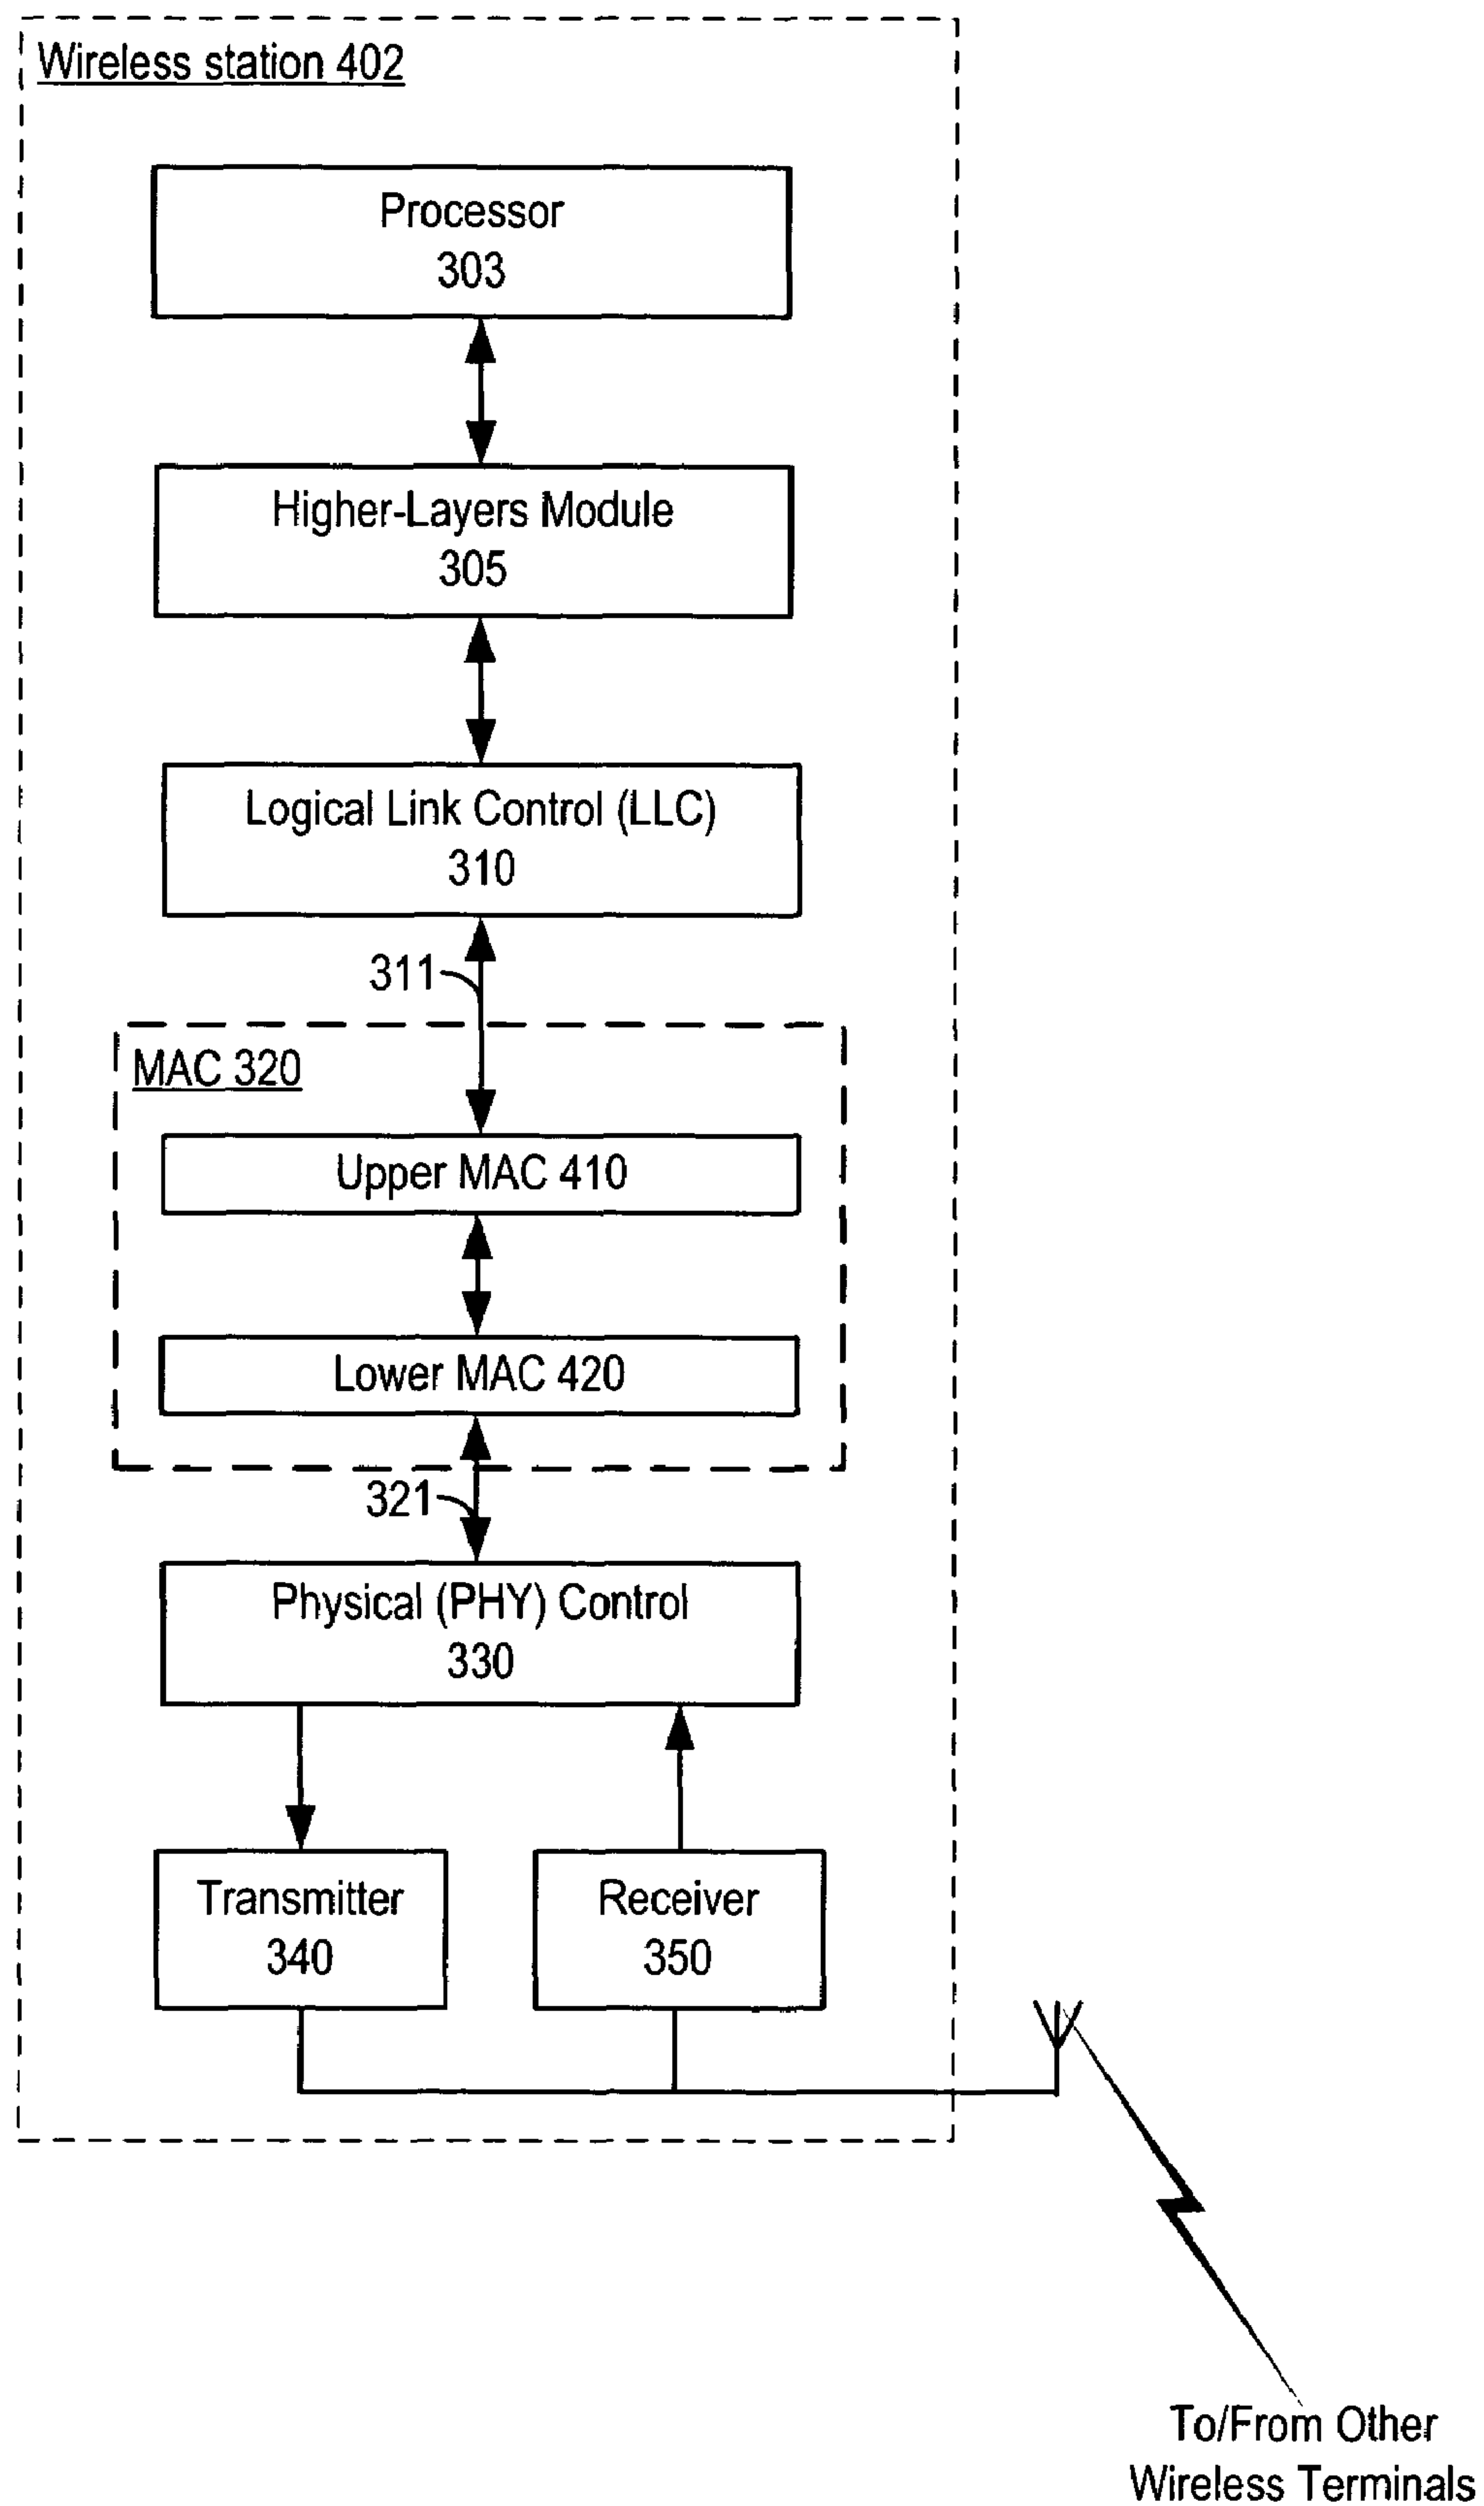 Wireless station 402
Processor
303
Higher-Layers Module
305
Logical Link Control (LLC)
310
311
MAC 320
Upper MAC 410
Lower MAC 420
321
Physical (PHY) Control
330
Transmitter
340
Receiver
350
To/From Other
Wireless Terminals